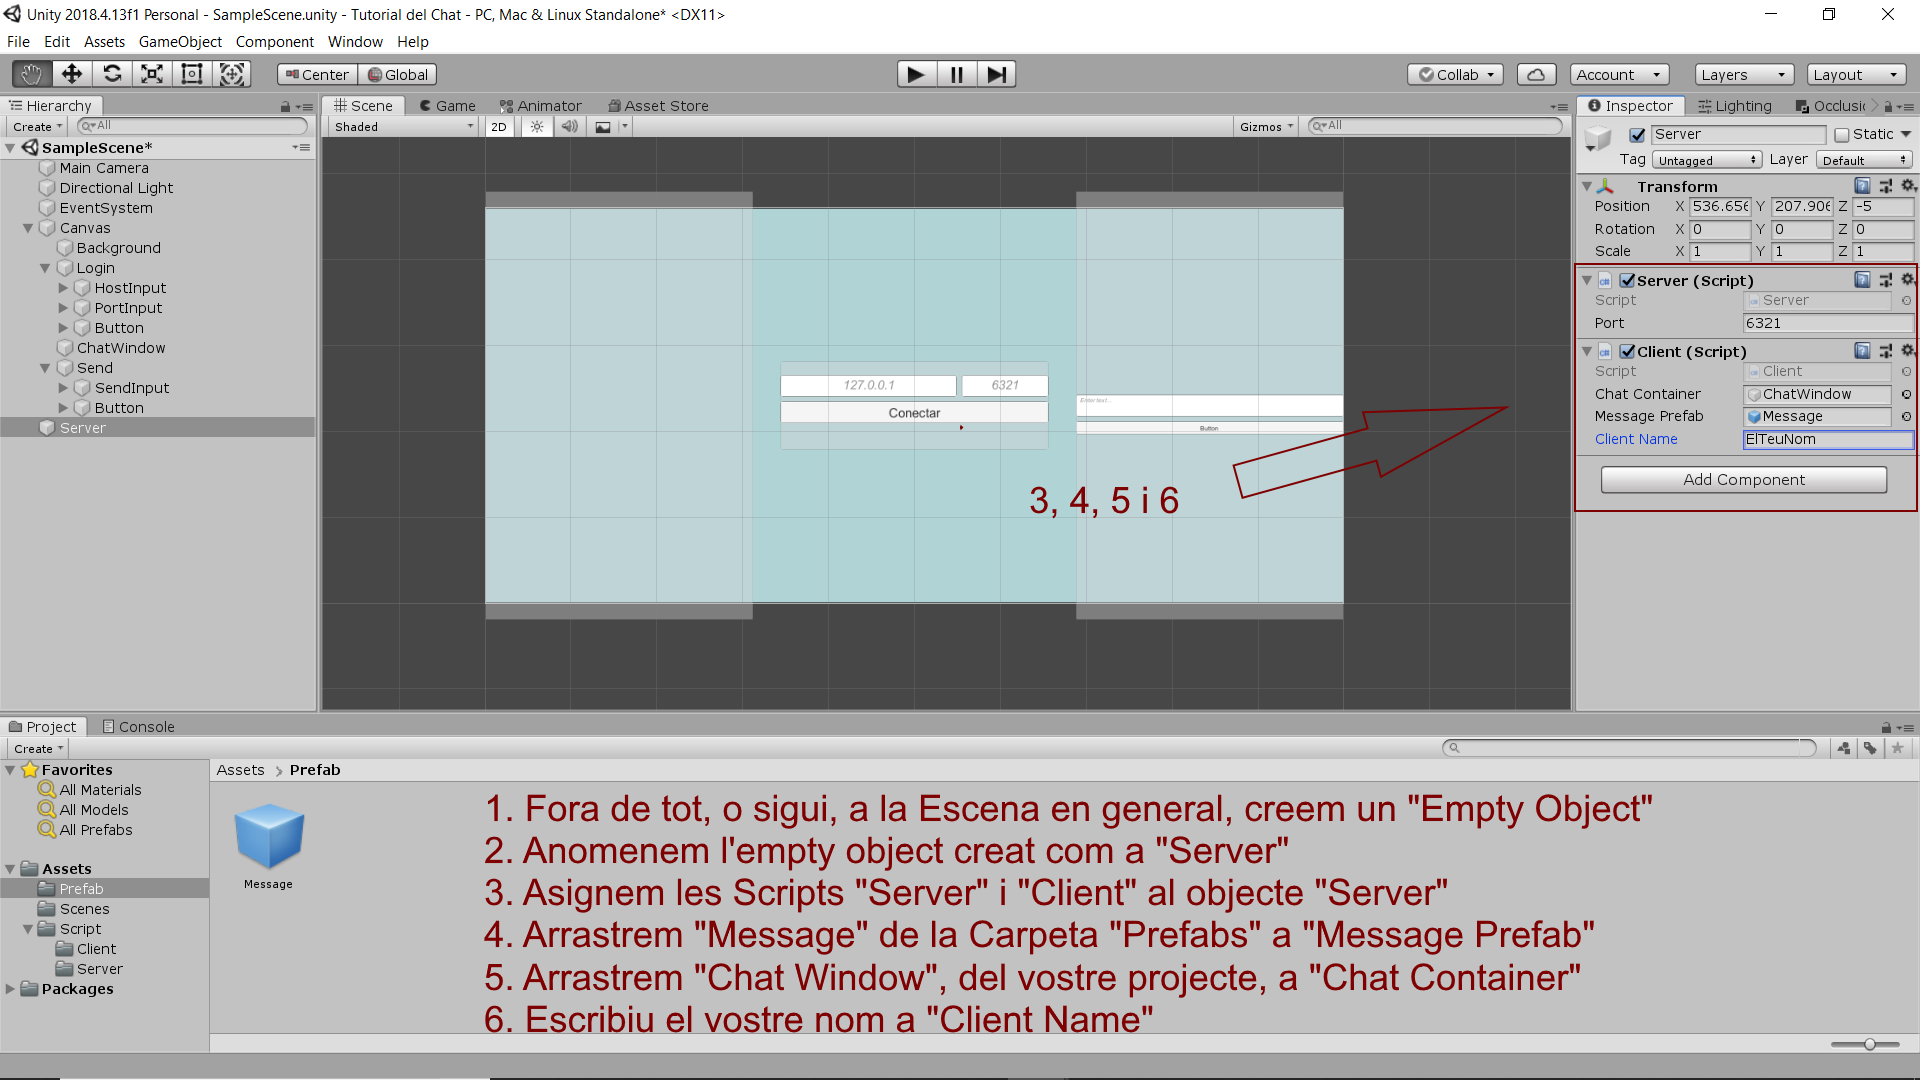 Unity 2018.4.13f1 Personal - SampleScene.unity - Tutorial del Chat - PC, Mac & Linux Standalone* <DX11>
File Edit Assets GameObject Component Window Help
Center Global Collab Account Layers Layout
Hierarchy
Create All
SampleScene*
Main Camera
Directional Light
EventSystem
Canvas
Background
Login
HostInput
PortInput
Button
ChatWindow
Send
SendInput
Button
Server
Scene Game Animator Asset Store
Shaded 2D Gizmos All
127.0.0.1 6321
Conectar
Enter text...
Button
3, 4, 5 i 6
Inspector Lighting Occlusi
Server Static
Tag Untagged Layer Default
Transform
Position X 536.656 Y 207.906 Z -5
Rotation X 0 Y 0 Z 0
Scale X 1 Y 1 Z 1
Server (Script)
Script Server
Port 6321
Client (Script)
Script Client
Chat Container ChatWindow
Message Prefab Message
Client Name ElTeuNom
Add Component
Project Console
Create
Favorites
All Materials
All Models
All Prefabs
Assets
Prefab
Scenes
Script
Client
Server
Packages
Assets > Prefab
Message
1. Fora de tot, o sigui, a la Escena en general, creem un "Empty Object"
2. Anomenem l'empty object creat com a "Server"
3. Asignem les Scripts "Server" i "Client" al objecte "Server"
4. Arrastrem "Message" de la Carpeta "Prefabs" a "Message Prefab"
5. Arrastrem "Chat Window", del vostre projecte, a "Chat Container"
6. Escribiu el vostre nom a "Client Name"